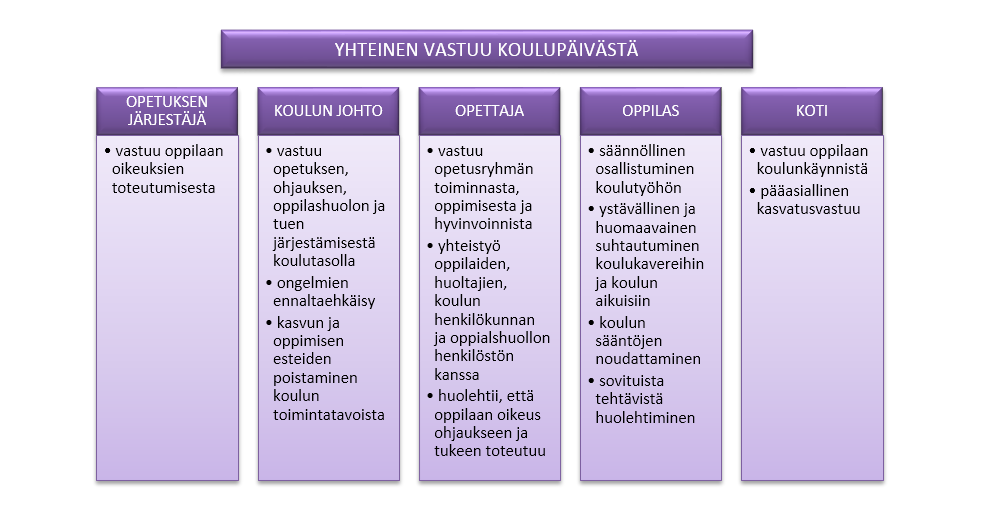 YHTEINEN VASTUU KOULUPÄIVÄSTÄ
OPETUKSEN
JÄRJESTÄJÄ
• vastuu oppilaan
oikeuksien
toteutumisesta
KOULUN JOHTO
• vastuu
opetuksen,
ohjauksen,
oppilashuolon ja
tuen
järjestämisestä
koulutasolla
• ongelmien
ennaltaehkäisy
• kasvun ja
oppimisen
esteiden
poistaminen
koulun
toimintatavoista
OPETTAJA
• vastuu
opetusryhmän
toiminnasta,
oppimisesta ja
hyvinvoinnista
• yhteistyö
oppilaiden,
huoltajien,
koulun
henkilökunnan
ja oppialshuollon
henkilöstön
kanssa
• huolehtii, että
oppilaan oikeus
ohjaukseen ja
tukeen toteutuu
OPPILAS
• säännöllinen
osallistuminen
koulutyöhön
• ystävällinen ja
huomaavainen
suhtautuminen
koulukavereihin
ja koulun
aikuisiin
• koulun
sääntöjen
noudattaminen
• sovituista
tehtävistä
huolehtiminen
KOTI
• vastuu oppilaan
koulunkäynnistä
• pääasiallinen
kasvatusvastuu